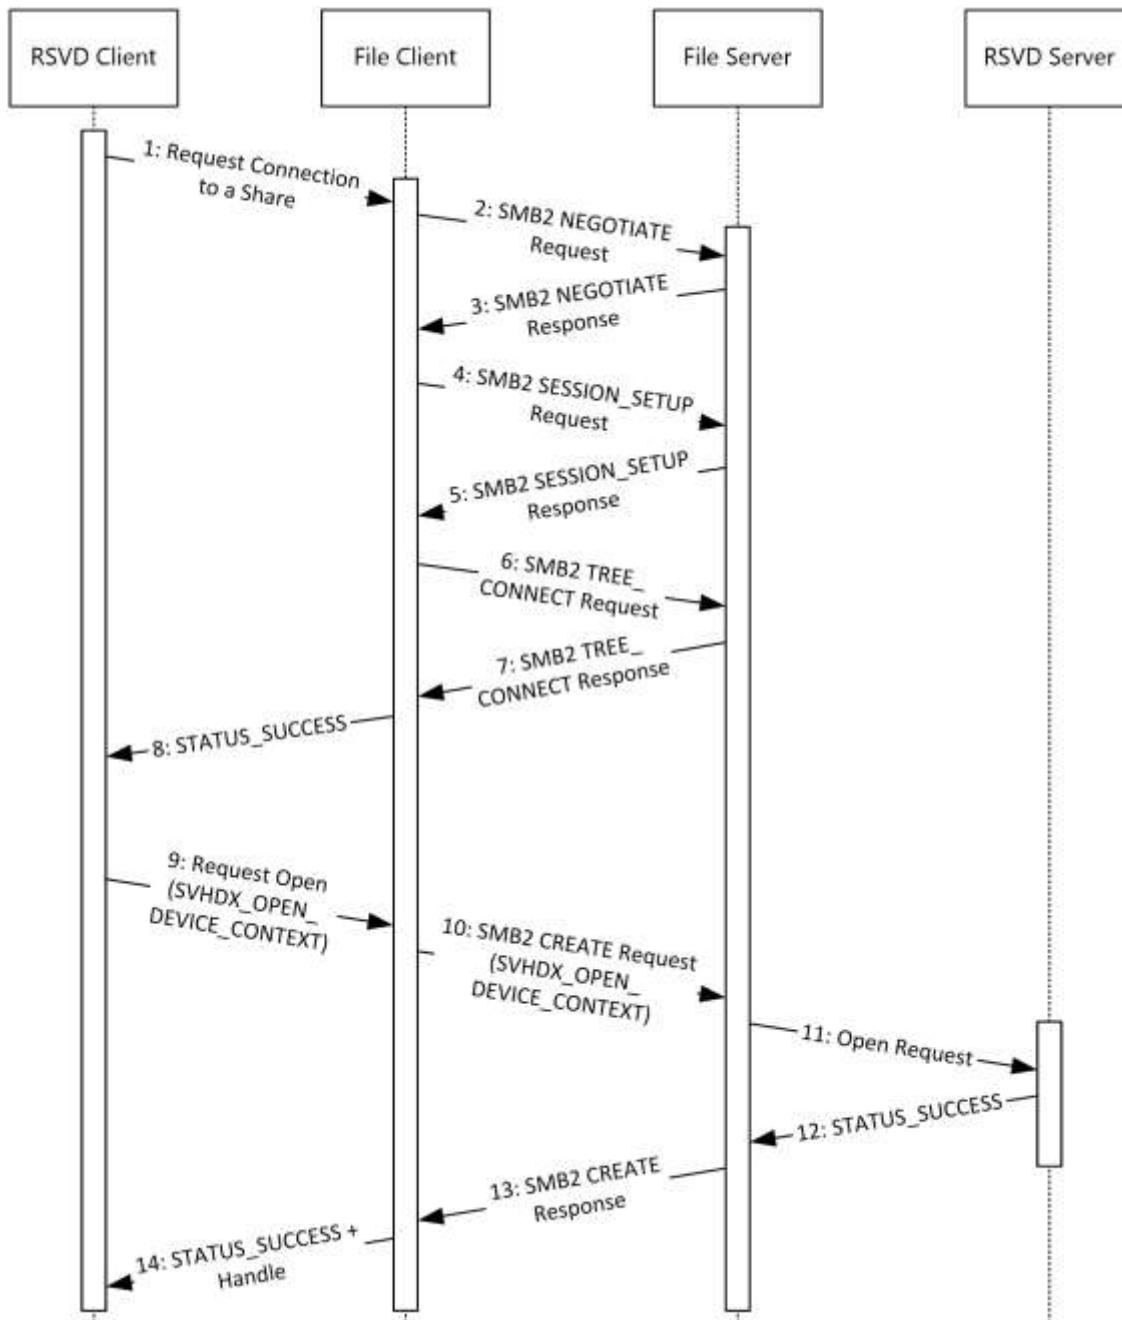 RSVD Client
File Client
File Server
RSVD Server
1: Request Connection
to a Share
2: SMB2 NEGOTIATE
Request
3: SMB2 NEGOTIATE
Response
4: SMB2 SESSION_SETUP
Request
5: SMB2 SESSION_SETUP
Response
6: SMB2 TREE_
CONNECT Request
7: SMB2 TREE_
CONNECT Response
8: STATUS_SUCCESS
9: Request Open
(SVHDX_OPEN_
DEVICE_CONTEXT)
10: SMB2 CREATE Request
(SVHDX_OPEN_
DEVICE_CONTEXT)
11: Open Request
12: STATUS_SUCCESS
13: SMB2 CREATE
Response
14: STATUS_SUCCESS +
Handle